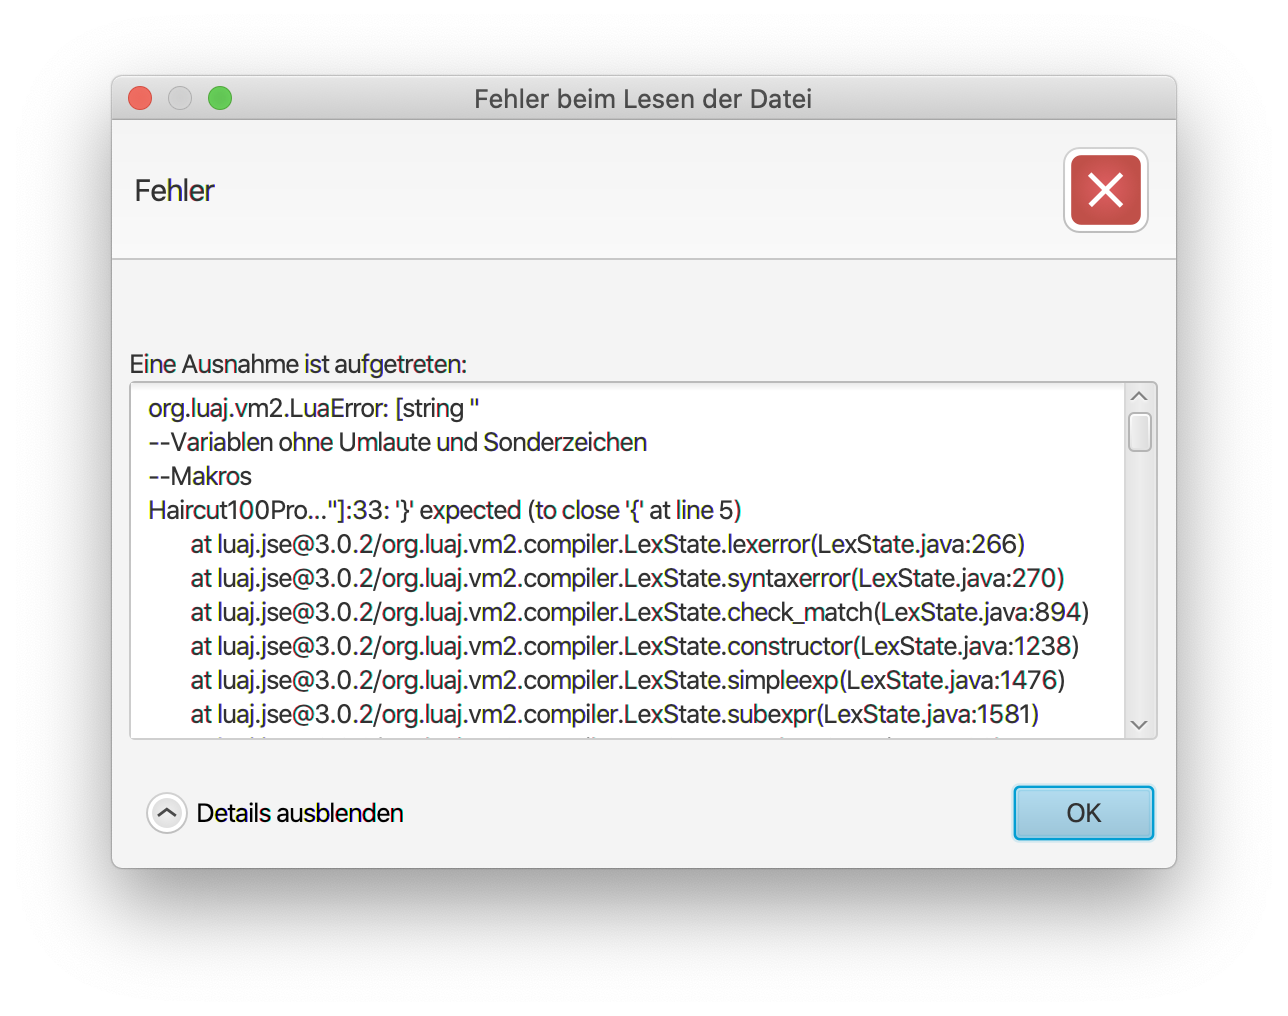 Fehler beim Lesen der Datei
Fehler
Eine Ausnahme ist aufgetreten:
org.luaj.vm2.LuaError: [string "
--Variablen ohne Umlaute und Sonderzeichen
--Makros
Haircut100Pro..."]:33: '}' expected (to close '{' at line 5)
at luaj.jse@3.0.2/org.luaj.vm2.compiler.LexState.lexerror(LexState.java:266)
at luaj.jse@3.0.2/org.luaj.vm2.compiler.LexState.syntaxerror(LexState.java:270)
at luaj.jse@3.0.2/org.luaj.vm2.compiler.LexState.check_match(LexState.java:894)
at luaj.jse@3.0.2/org.luaj.vm2.compiler.LexState.constructor(LexState.java:1238)
at luaj.jse@3.0.2/org.luaj.vm2.compiler.LexState.simpleexp(LexState.java:1476)
at luaj.jse@3.0.2/org.luaj.vm2.compiler.LexState.subexpr(LexState.java:1581)
Details ausblenden
OK